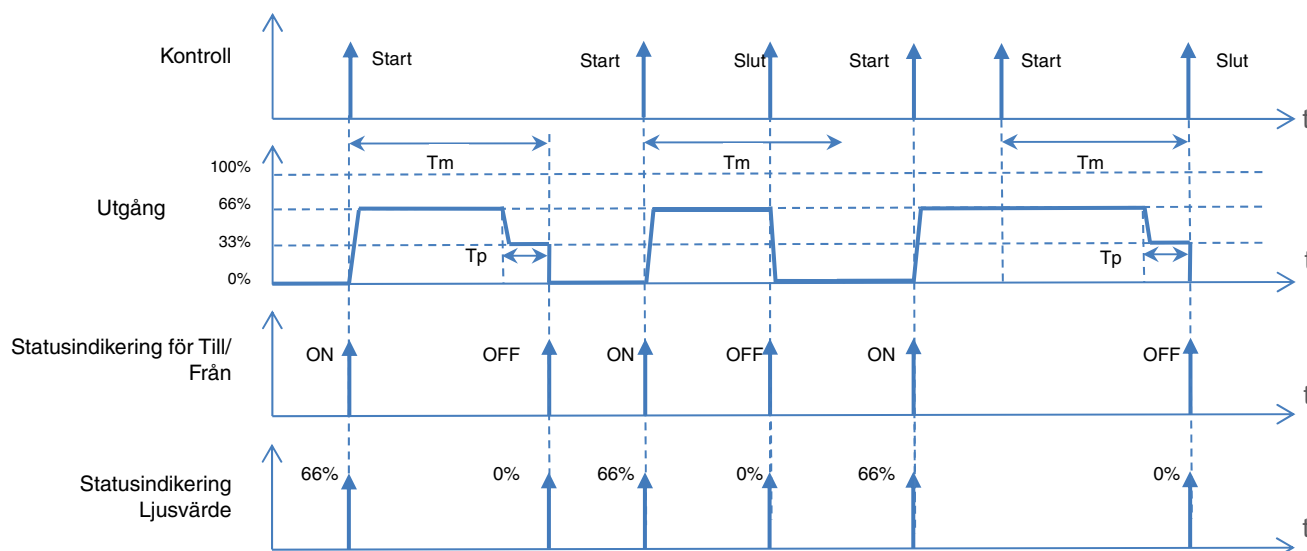 Kontroll
Start
Start
Slut
Start
Start
Slut
t
Tm
Tm
Tm
Utgång
100%
66%
33%
0%
Tp
Tp
t
Statusindikering för Till/
Från
ON
OFF
ON
OFF
ON
OFF
t
Statusindikering
Ljusvärde
66%
0%
66%
0%
66%
0%
t